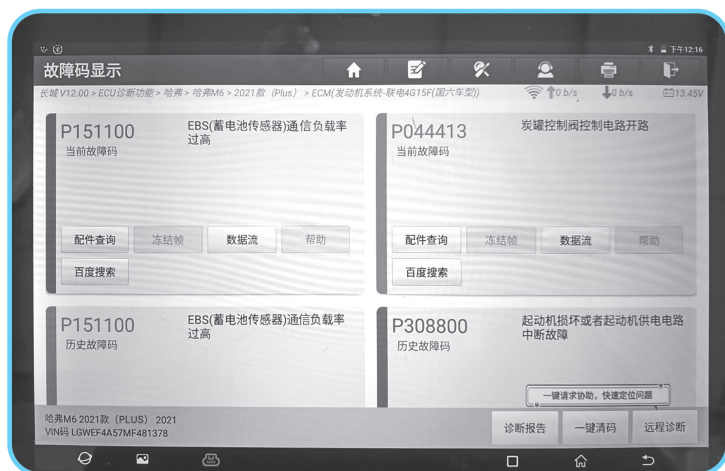 下午12:16
故障码显示
长城 V12.00 > ECU诊断功能 > 哈弗 > 哈弗M6 > 2021款 (Plus) > ECM(发动机系统-联电4G15F(国六车型))
0 b/s
0 b/s
13.45V
P151100
EBS(蓄电池传感器)通信负载率过高
当前故障码
配件查询
冻结帧
数据流
帮助
百度搜索
P044413
炭罐控制阀控制电路开路
当前故障码
配件查询
冻结帧
数据流
帮助
百度搜索
P151100
EBS(蓄电池传感器)通信负载率过高
历史故障码
P308800
起动机损坏或者起动机供电电路中断故障
历史故障码
一键请求协助，快速定位问题
哈弗M6 2021款 (PLUS) 2021
VIN码 LGWEF4A57MF481378
诊断报告
一键清码
远程诊断